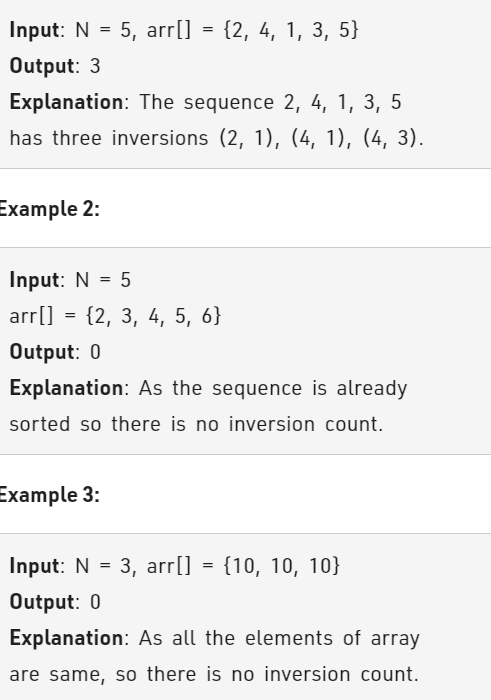 Input: N = 5, arr[] = {2, 4, 1, 3, 5}
Output: 3
Explanation: The sequence 2, 4, 1, 3, 5
has three inversions (2, 1), (4, 1), (4, 3).
Example 2:
Input: N = 5
arr[] = {2, 3, 4, 5, 6}
Output: 0
Explanation: As the sequence is already
sorted so there is no inversion count.
Example 3:
Input: N = 3, arr[] = {10, 10, 10}
Output: 0
Explanation: As all the elements of array
are same, so there is no inversion count.